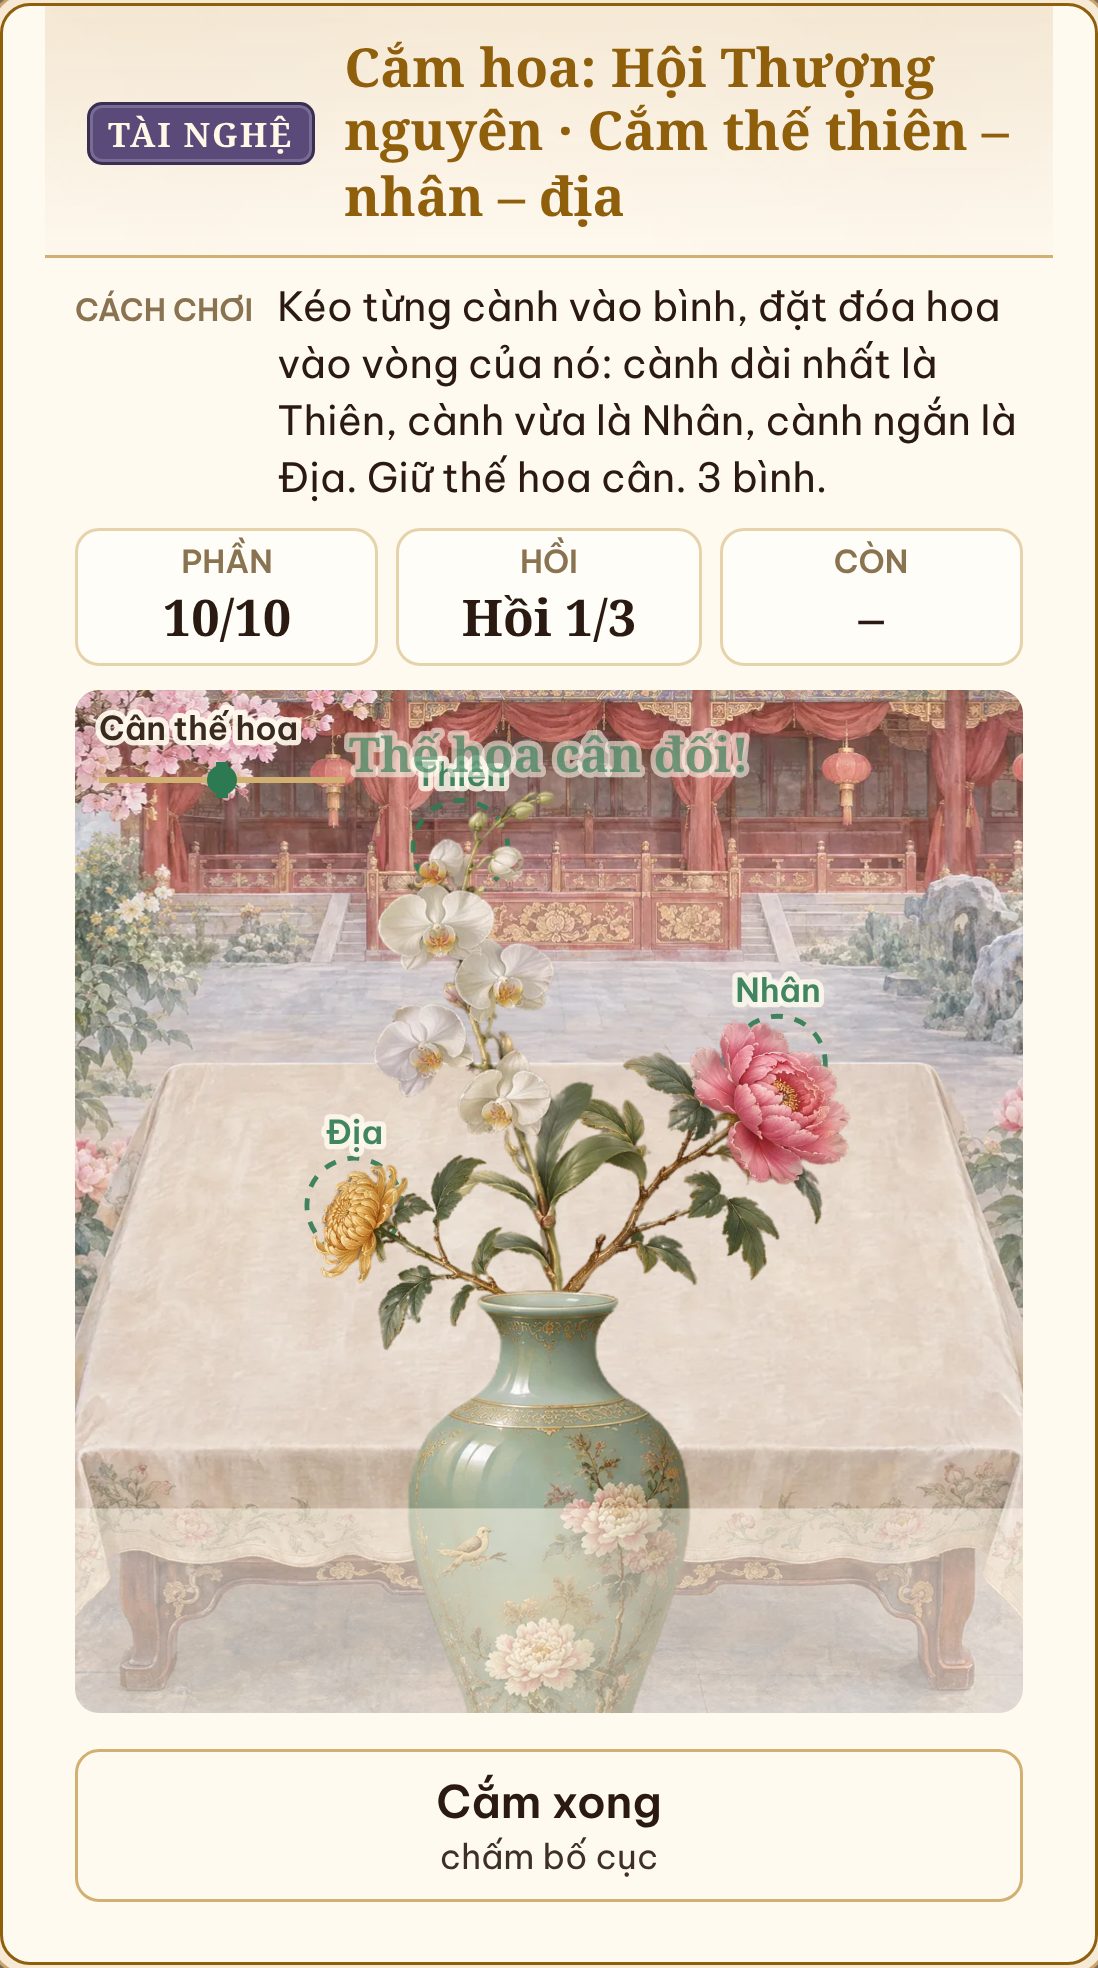 TÀI NGHỆ
Cắm hoa: Hội Thượng
nguyên · Cắm thế thiên –
nhân – địa
CÁCH CHƠI
Kéo từng cành vào bình, đặt đóa hoa
vào vòng của nó: cành dài nhất là
Thiên, cành vừa là Nhân, cành ngắn là
Địa. Giữ thế hoa cân. 3 bình.
PHẦN
10/10
HỒI
Hồi 1/3
CÒN
–
Cân thế hoa
Thế hoa cân đối!
Thiên
Nhân
Địa
Cắm xong
chấm bố cục